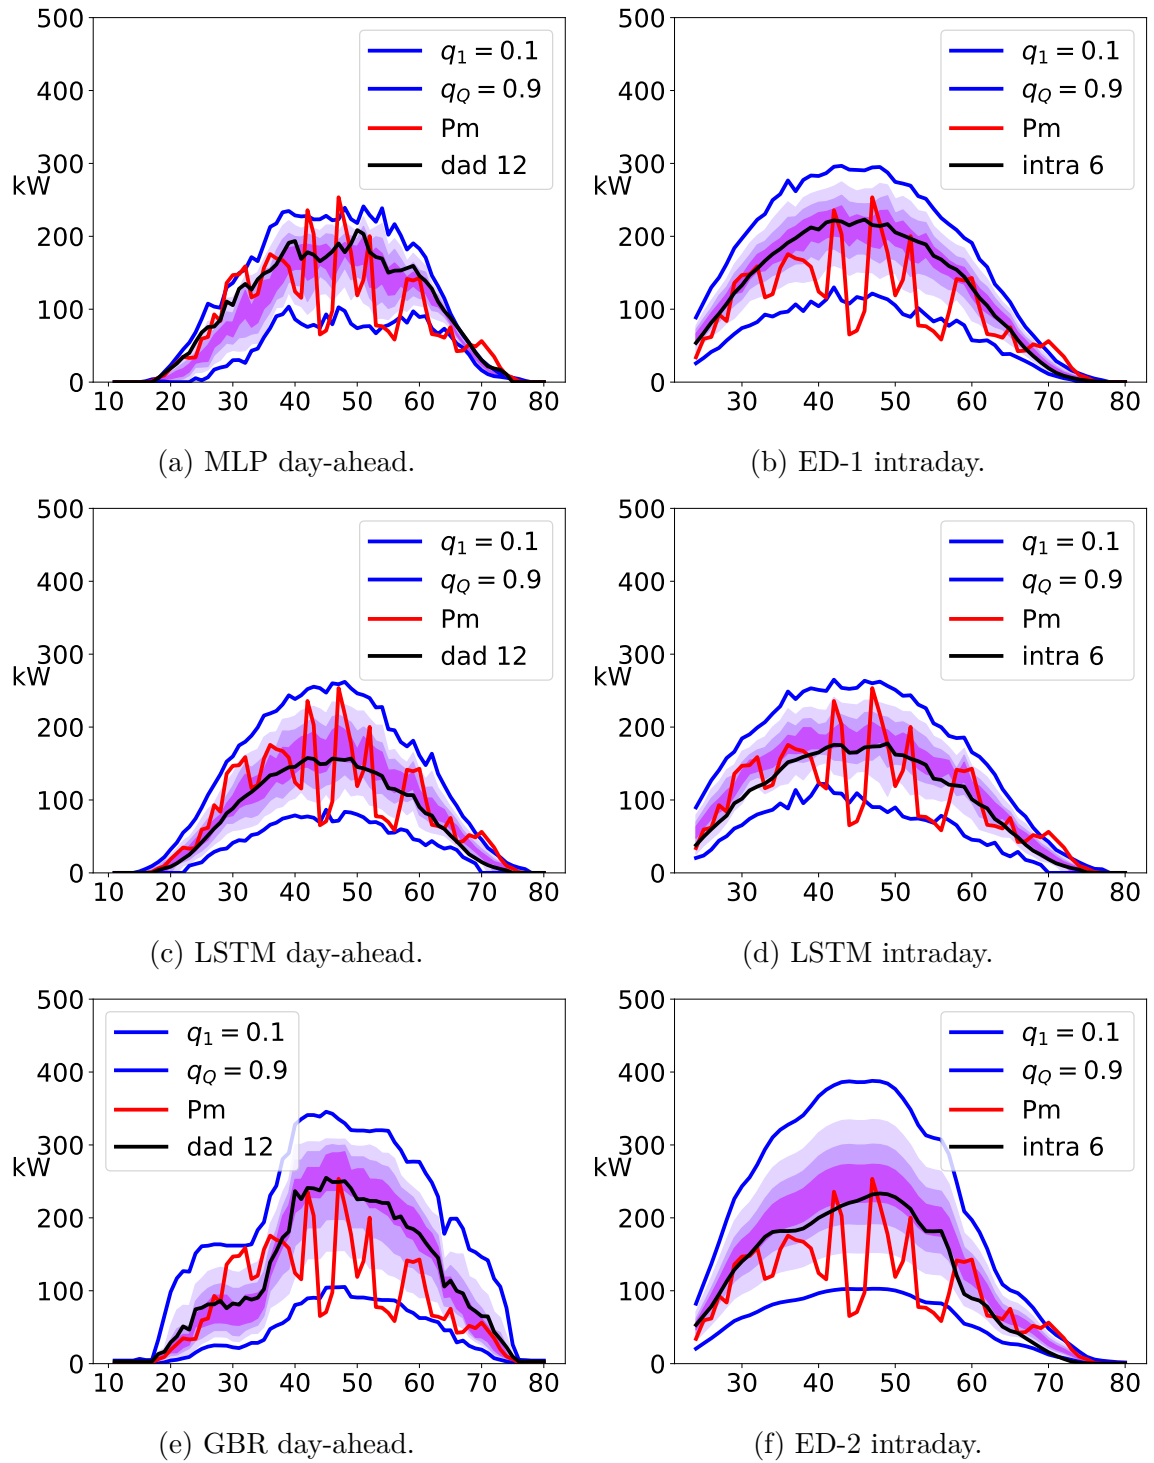 500
400
300
kW
200
100
0
10 20 30 40 50 60 70 80
q₁ = 0.1
q_Q = 0.9
Pm
dad 12
(a) MLP day-ahead.
500
400
300
kW
200
100
0
30 40 50 60 70 80
q₁ = 0.1
q_Q = 0.9
Pm
intra 6
(b) ED-1 intraday.
500
400
300
kW
200
100
0
10 20 30 40 50 60 70 80
q₁ = 0.1
q_Q = 0.9
Pm
dad 12
(c) LSTM day-ahead.
500
400
300
kW
200
100
0
30 40 50 60 70 80
q₁ = 0.1
q_Q = 0.9
Pm
intra 6
(d) LSTM intraday.
500
400
300
kW
200
100
0
10 20 30 40 50 60 70 80
q₁ = 0.1
q_Q = 0.9
Pm
dad 12
(e) GBR day-ahead.
500
400
300
kW
200
100
0
30 40 50 60 70 80
q₁ = 0.1
q_Q = 0.9
Pm
intra 6
(f) ED-2 intraday.